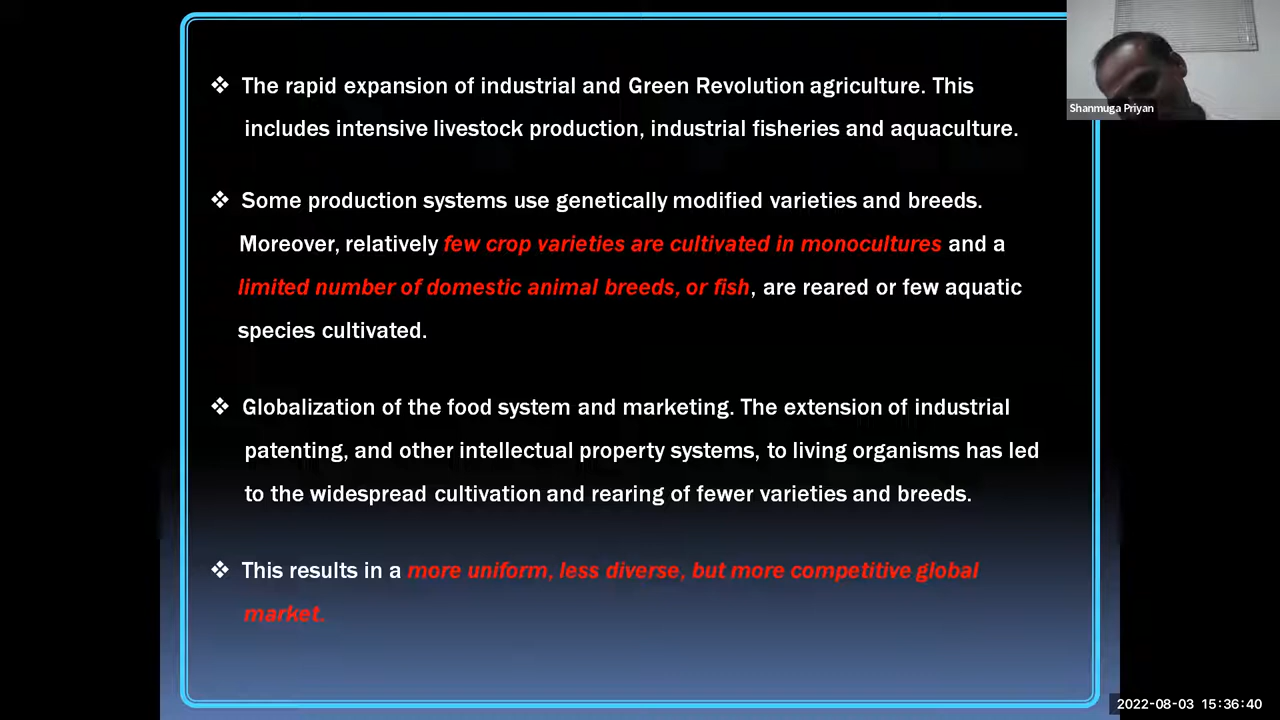 ❖ The rapid expansion of industrial and Green Revolution agriculture. This
includes intensive livestock production, industrial fisheries and aquaculture.
❖ Some production systems use genetically modified varieties and breeds.
Moreover, relatively few crop varieties are cultivated in monocultures and a
limited number of domestic animal breeds, or fish, are reared or few aquatic
species cultivated.
❖ Globalization of the food system and marketing. The extension of industrial
patenting, and other intellectual property systems, to living organisms has led
to the widespread cultivation and rearing of fewer varieties and breeds.
❖ This results in a more uniform, less diverse, but more competitive global
market.
Shanmuga Priyan
2022-08-03 15:36:40